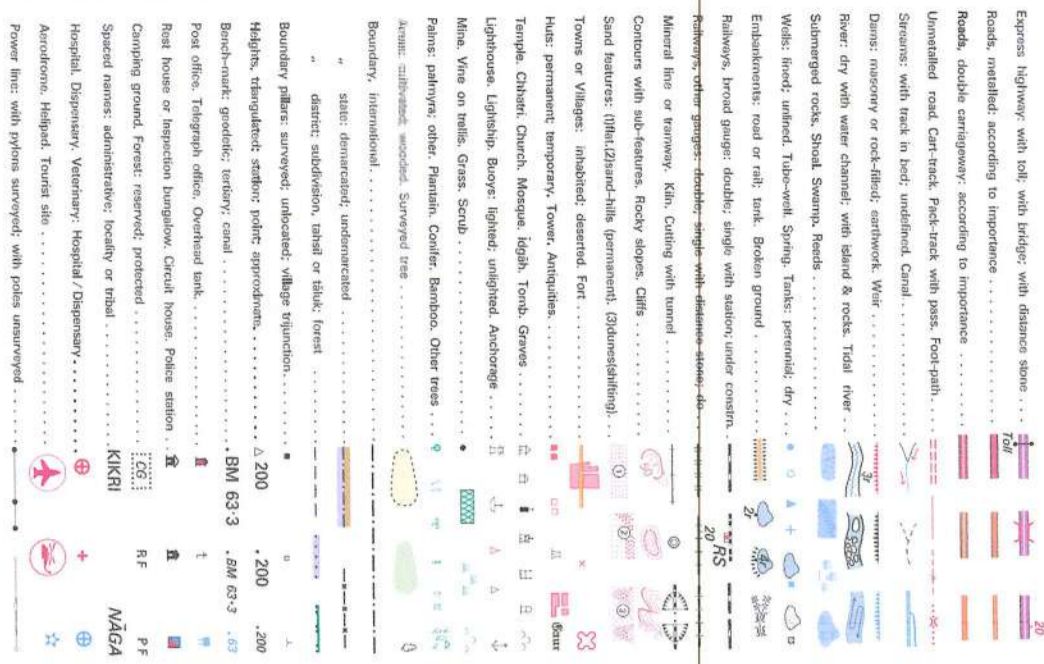 Express highway: with toll; with bridge; with distance stone . . . Toll 20
Roads, metalled: according to importance
Roads, double carriageway: according to importance
Unmetalled road. Cart-track. Pack-track with pass. Foot-path
Streams: with track in bed; undefined. Canal
Dams: masonry or rock-filled; earthwork. Weir
River: dry with water channel; with island & rocks. Tidal river 3r
Submerged rocks. Shoal. Swamp. Reeds
Wells: lined; unlined. Tube-well. Spring. Tanks: perennial; dry
Embankments: road or rail; tank. Broken ground 2r 4r
Railways, broad gauge: double; single with station; under constrn. RS
Railways, other gauges: double; single with distance stone; do 20
Mineral line or tramway. Kiln. Cutting with tunnel
Contours with sub-features. Rocky slopes. Cliffs
Sand features: (1)flat.(2)sand-hills (permanent). (3)dunes(shifting). 1 2 3
Towns or Villages: inhabited; deserted. Fort
Huts: permanent; temporary. Tower. Antiquities.
Temple. Chhatri. Church. Mosque. Īdgāh. Tomb. Graves
Lighthouse. Lightship. Buoys: lighted; unlighted. Anchorage
Mine. Vine on trellis. Grass. Scrub
Palms: palmyra; other. Plantain. Conifer. Bamboo. Other trees
Areas: cultivated; wooded. Surveyed tree
Boundary, international
" state: demarcated; undemarcated
" district; subdivision, tahsil or tāluk; forest
Boundary pillars: surveyed; unlocated; village trijunction
Heights, triangulated: station; point; approximate. △ 200 .200 .200
Bench-mark: geodetic; tertiary; canal BM 63·3 .BM 63·3 .63
Post office. Telegraph office. Overhead tank.
Rest house or Inspection bungalow. Circuit house. Police station
Camping ground. Forest: reserved; protected CG RF PF
Spaced names: administrative; locality or tribal KIKRI NĀGA
Hospital. Dispensary. Veterinary: Hospital / Dispensary.
Aerodrome. Helipad. Tourist site
Power line: with pylons surveyed; with poles unsurveyed